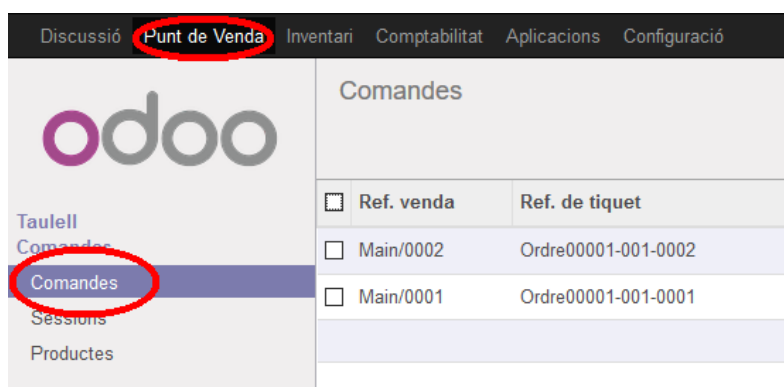 Discussió Punt de Venda Inventari Comptabilitat Aplicacions Configuració
odoo
Comandes
Ref. venda Ref. de tiquet
Taulell
Comandes
Main/0002 Ordre00001-001-0002
Comandes
Main/0001 Ordre00001-001-0001
Sessions
Productes